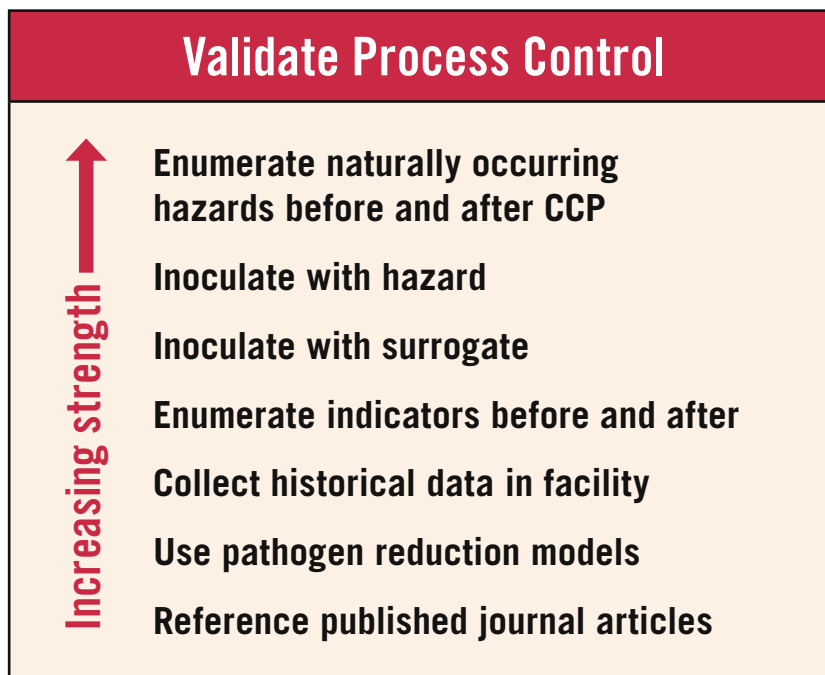 Validate Process Control
Enumerate naturally occurring
hazards before and after CCP
Inoculate with hazard
Inoculate with surrogate
Enumerate indicators before and after
Collect historical data in facility
Use pathogen reduction models
Reference published journal articles
Increasing strength